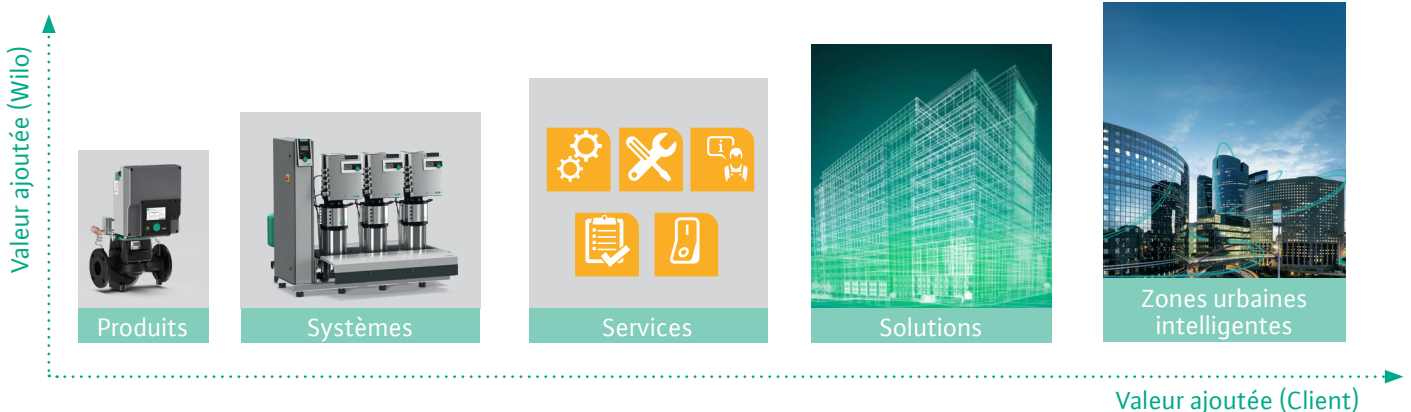 Valeur ajoutée (Wilo)
Produits
Systèmes
i
Services
Solutions
Zones urbaines
intelligentes
Valeur ajoutée (Client)